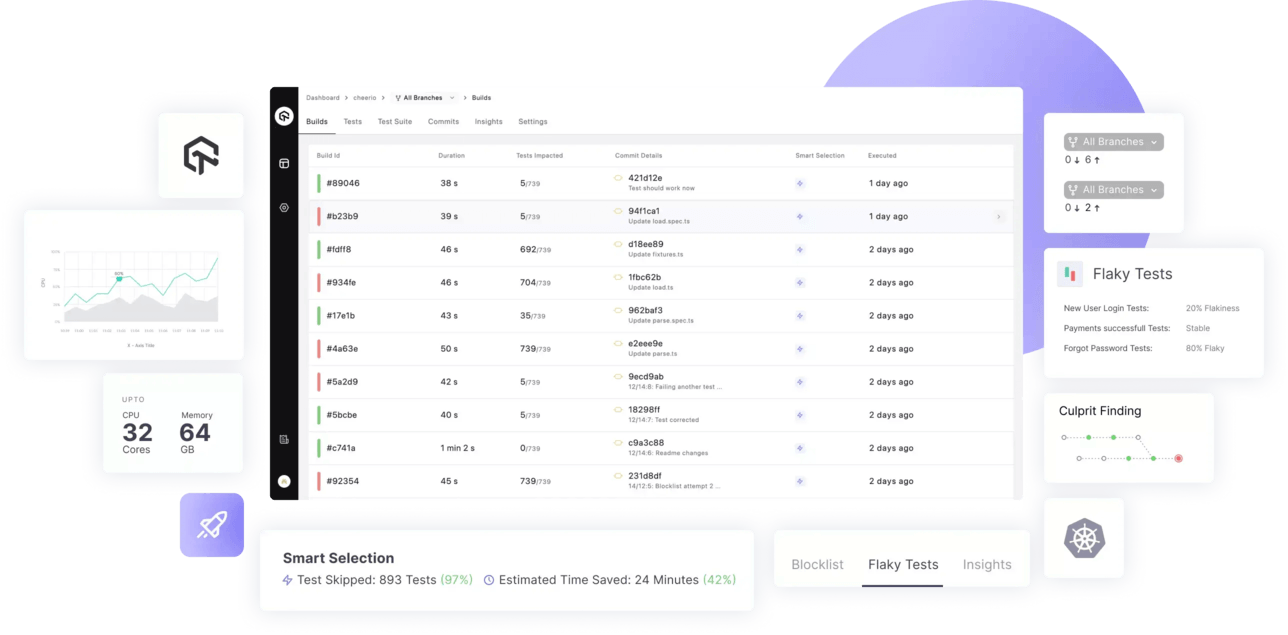 Dashboard > cheerio > All Branches > Builds
Builds Tests Test Suite Commits Insights Settings
Build Id Duration Tests Impacted Commit Details Smart Selection Executed
#89046 38 s 5/739 421d12e 1 day ago
Test should work now
#b23b9 39 s 5/739 94f1ca1 1 day ago
Update load.spec.ts
#fdff8 46 s 692/739 d18ee89 2 days ago
Update fixtures.ts
#934fe 46 s 704/739 1fbc62b 2 days ago
Update load.ts
#17e1b 43 s 35/739 962baf3 2 days ago
Update parse.spec.ts
#4a63e 50 s 739/739 e2eee9e 2 days ago
Update parse.ts
#5a2d9 42 s 5/739 9ecd9ab 2 days ago
12/14:8: Failing another test ...
#5bcbe 40 s 5/739 18298ff 2 days ago
12/14:7: Test corrected
#c741a 1 min 2 s 0/739 c9a3c88 2 days ago
12/14:6: Readme changes
#92354 45 s 739/739 231d8df 2 days ago
14/12:5: Blocklist attempt 2 ...
CPU
60%
X - Axis Title
UPTO
CPU Memory
32 64
Cores GB
All Branches
0 ↓ 6 ↑
All Branches
0 ↓ 2 ↑
Flaky Tests
New User Login Tests: 20% Flakiness
Payments successfull Tests: Stable
Forgot Password Tests: 80% Flaky
Culprit Finding
Smart Selection
Test Skipped: 893 Tests (97%) Estimated Time Saved: 24 Minutes (42%)
Blocklist Flaky Tests Insights